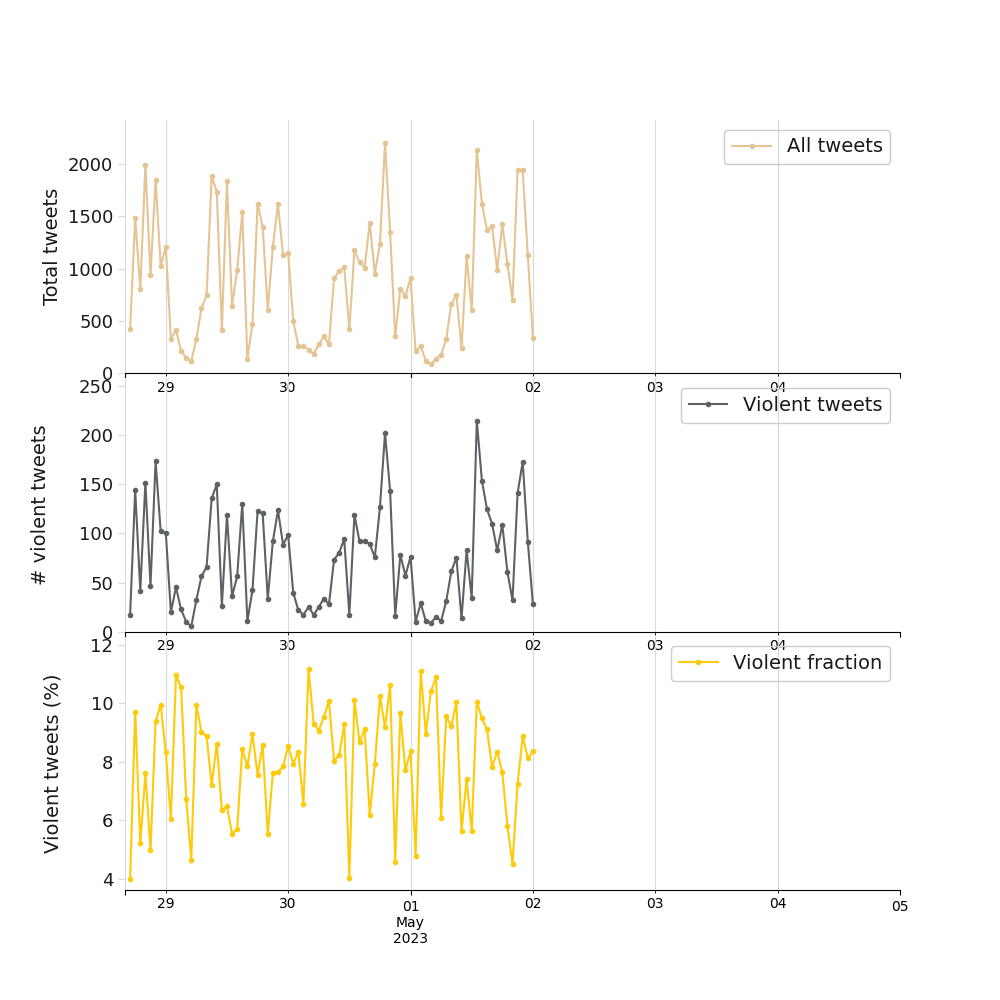 Total tweets
2000
1500
1000
500
0
All tweets
29 30 02 03 04
# violent tweets
250
200
150
100
50
0
Violent tweets
29 30 02 03 04
Violent tweets (%)
12
10
8
6
4
Violent fraction
29 30 01 02 03 04 05
May
2023